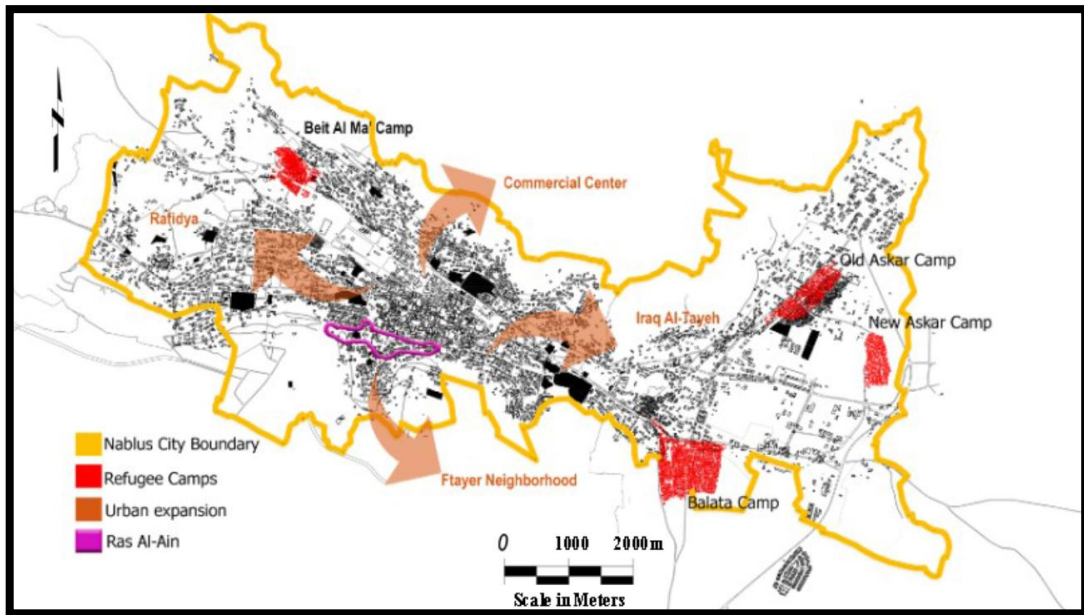 Beit Al Ma' Camp
Commercial Center
Rafidya
Old Askar Camp
Iraq Al-Tayeh
New Askar Camp
Nablus City Boundary
Refugee Camps
Ftayer Neighborhood
Urban expansion
Balata Camp
Ras Al-Ain
0 1000 2000m
Scale in Meters